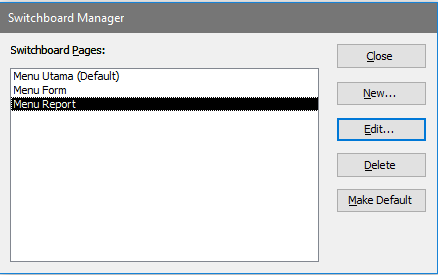 Switchboard Manager
Switchboard Pages:
Close
Menu Utama (Default)
Menu Form
Menu Report
New...
Edit...
Delete
Make Default